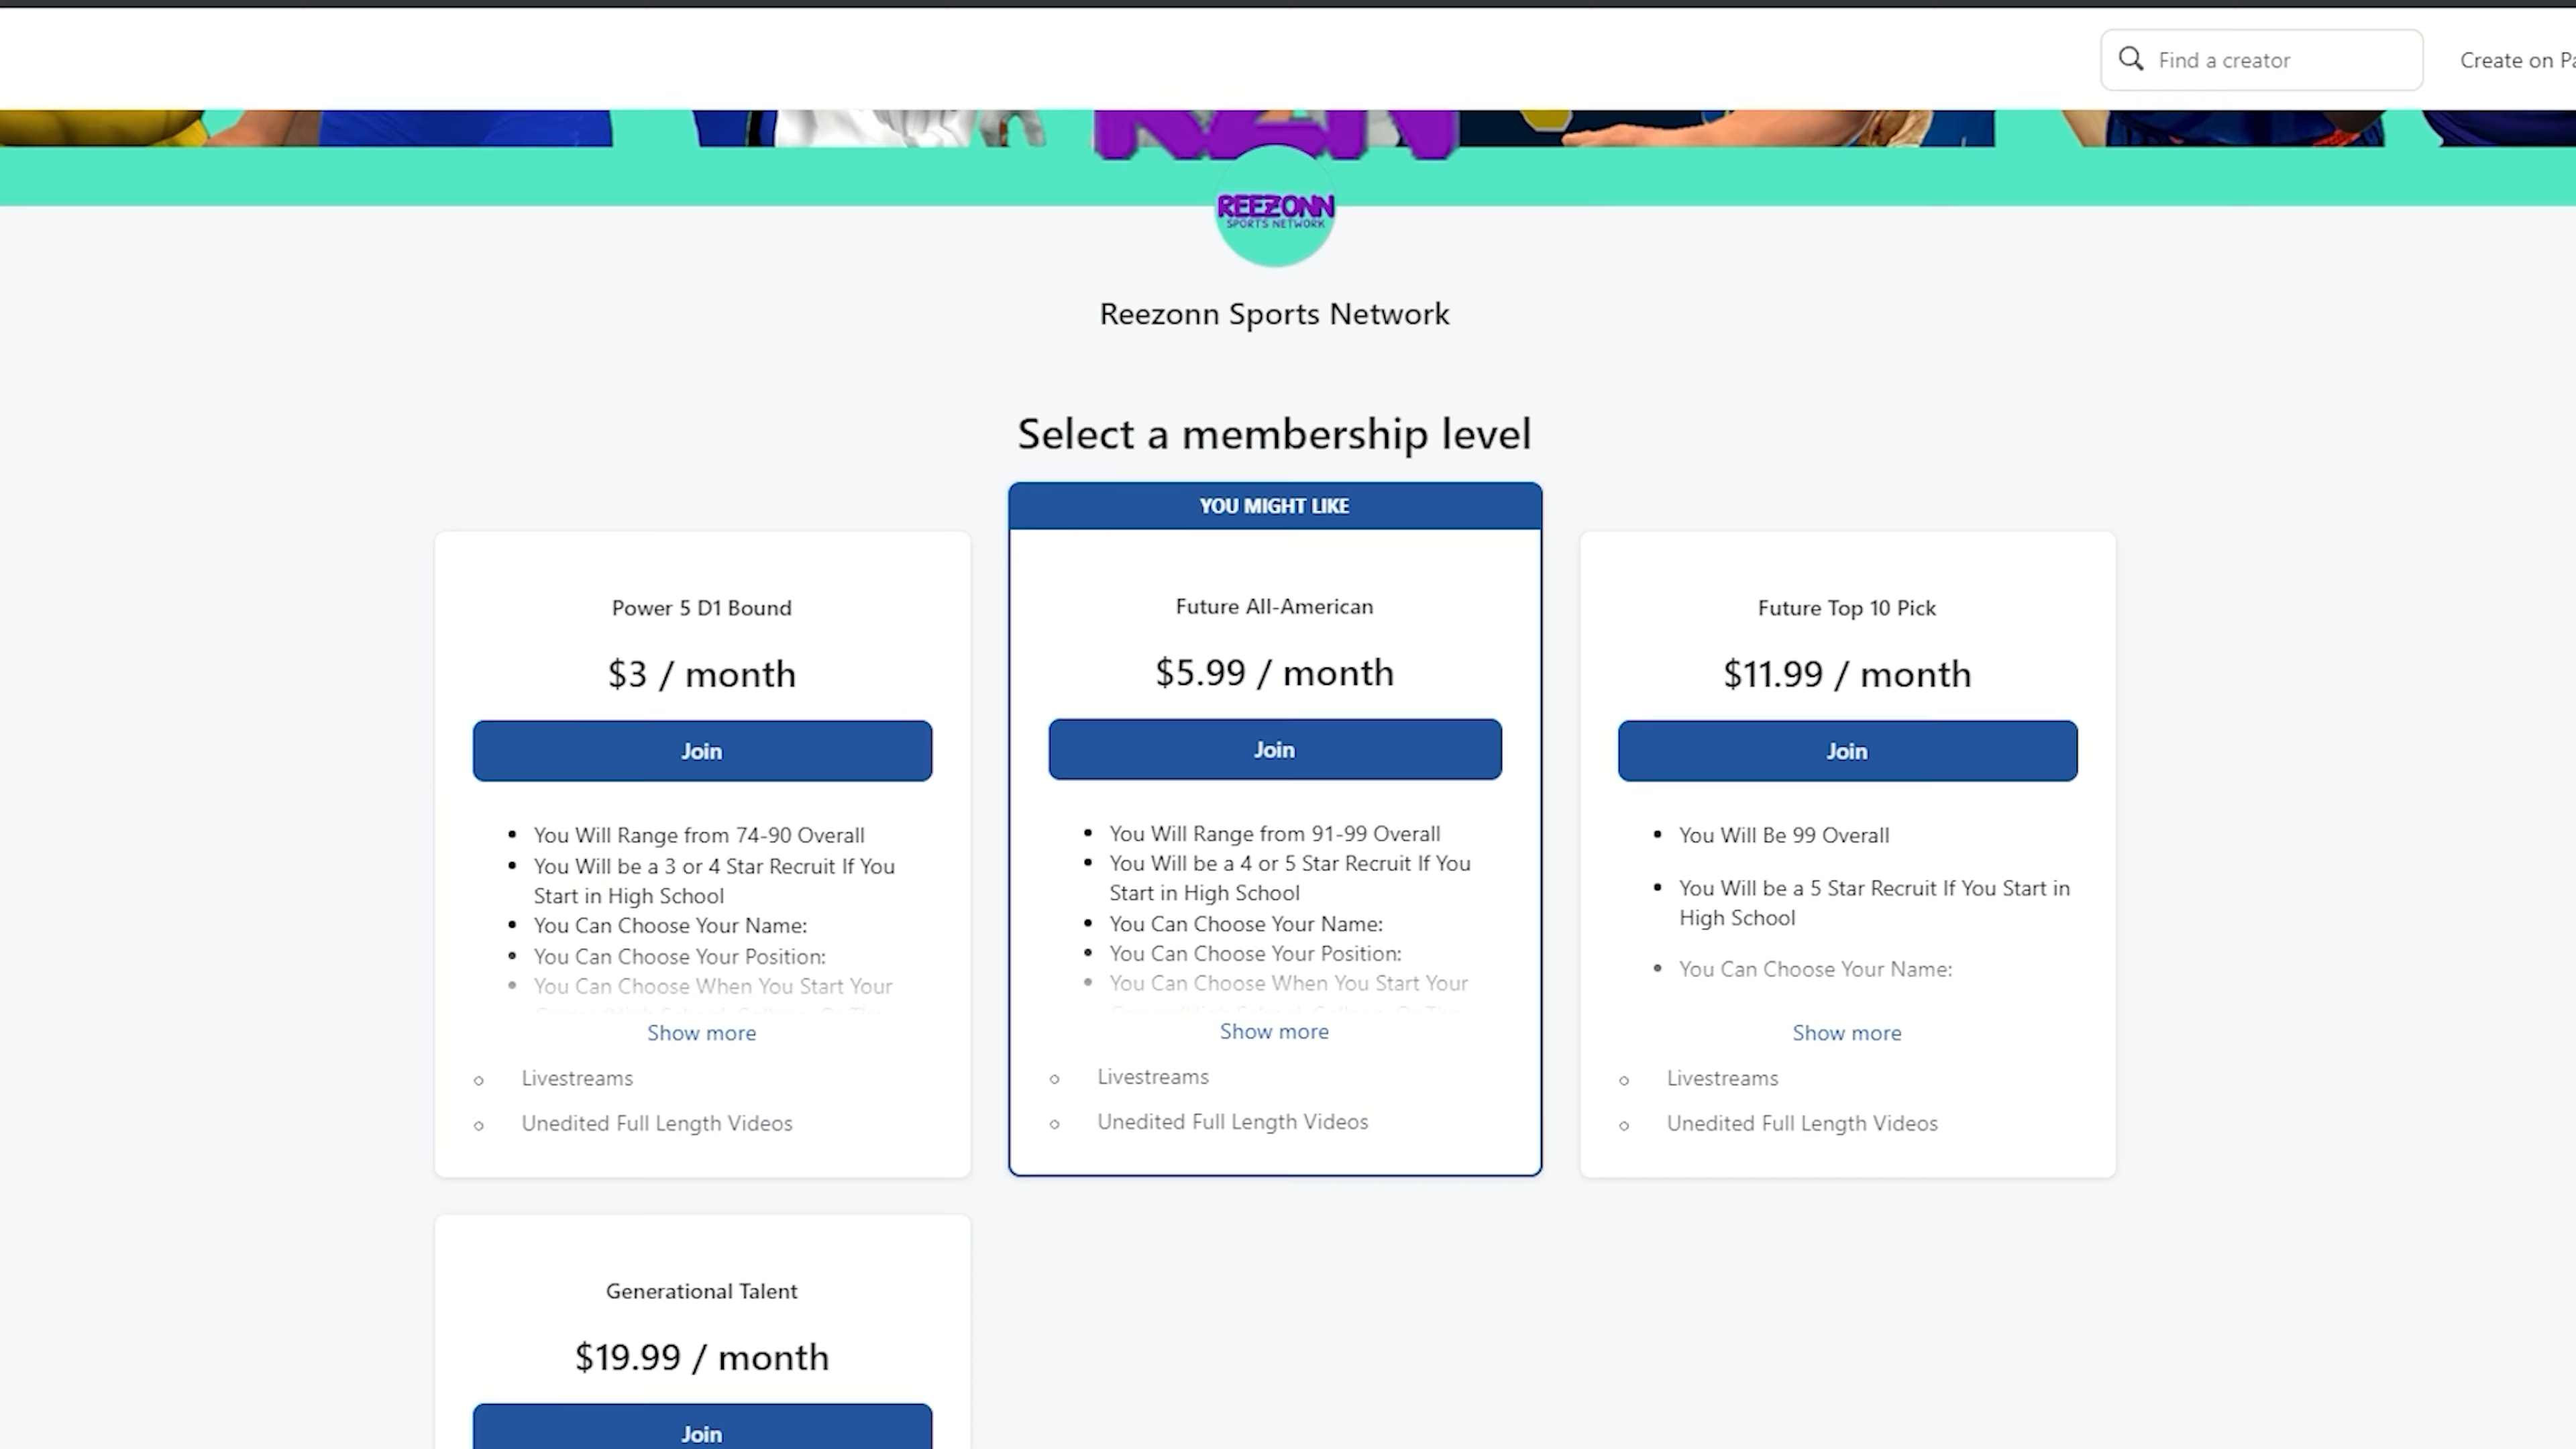 Find a creator
Create on Pa
RZN
REEZONN
SPORTS NETWORK
Reezonn Sports Network
Select a membership level
YOU MIGHT LIKE
Power 5 D1 Bound
$3 / month
Join
• You Will Range from 74-90 Overall
• You Will be a 3 or 4 Star Recruit If You
Start in High School
• You Can Choose Your Name:
• You Can Choose Your Position:
• You Can Choose When You Start Your
Show more
Livestreams
Unedited Full Length Videos
Future All-American
$5.99 / month
Join
• You Will Range from 91-99 Overall
• You Will be a 4 or 5 Star Recruit If You
Start in High School
• You Can Choose Your Name:
• You Can Choose Your Position:
• You Can Choose When You Start Your
Show more
Livestreams
Unedited Full Length Videos
Future Top 10 Pick
$11.99 / month
Join
• You Will Be 99 Overall
• You Will be a 5 Star Recruit If You Start in
High School
• You Can Choose Your Name:
Show more
Livestreams
Unedited Full Length Videos
Generational Talent
$19.99 / month
Join